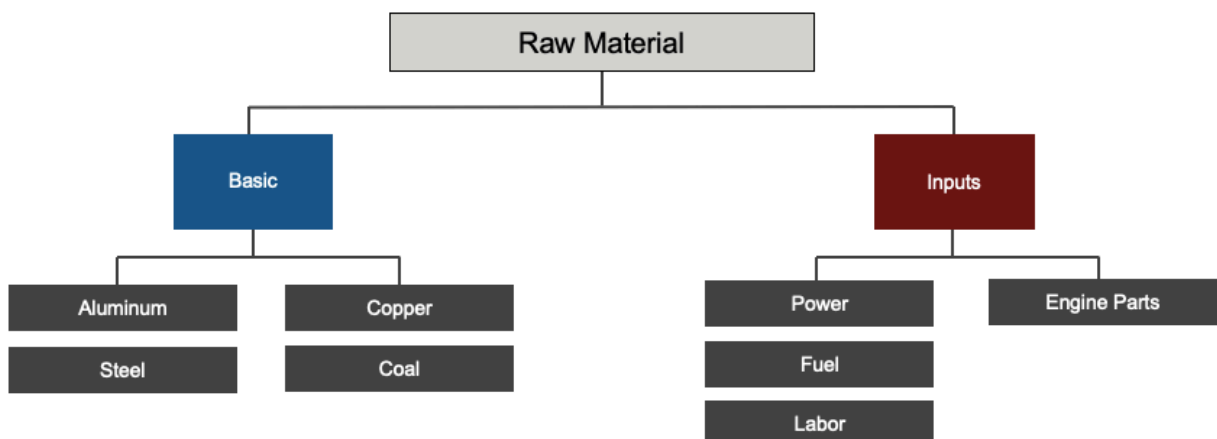 Raw Material
Basic
Inputs
Aluminum
Copper
Power
Engine Parts
Steel
Coal
Fuel
Labor